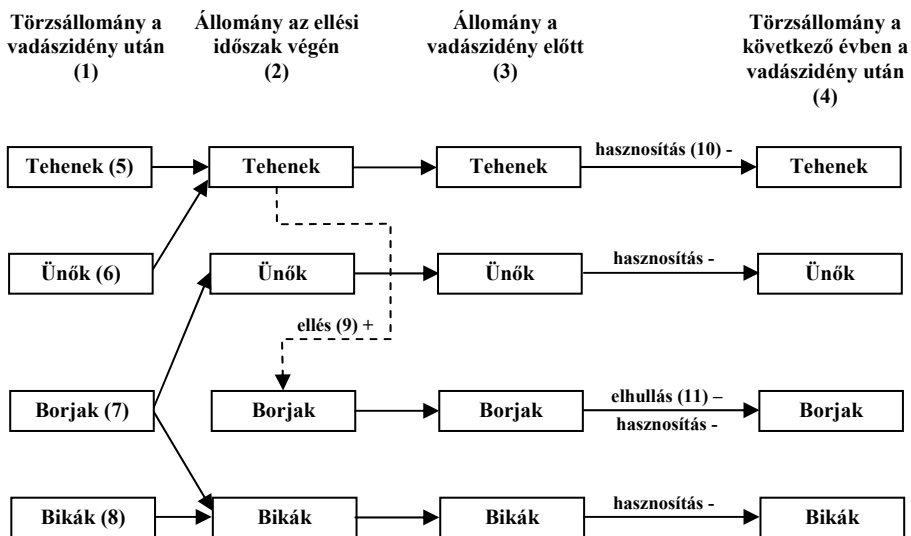 Törzsállomány a
vadászidény után
(1)
Állomány az ellési
időszak végén
(2)
Állomány a
vadászidény előtt
(3)
Törzsállomány a
következő évben a
vadászidény után
(4)
Tehenek (5)
Tehenek
Tehenek
hasznosítás (10) -
Tehenek
Ünők (6)
Ünők
Ünők
hasznosítás -
Ünők
ellés (9) +
Borjak (7)
Borjak
Borjak
elhullás (11) –
hasznosítás -
Borjak
Bikák (8)
Bikák
Bikák
hasznosítás -
Bikák